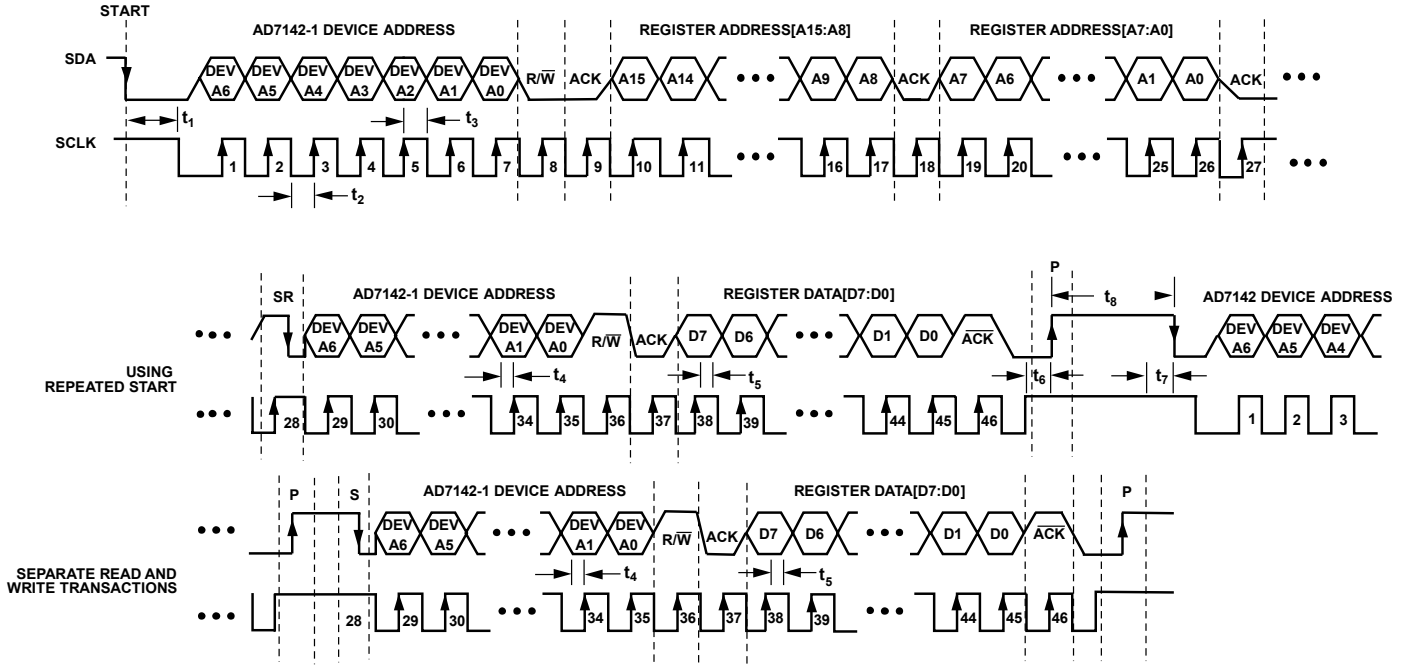 START
AD7142-1 DEVICE ADDRESS REGISTER ADDRESS[A15:A8] REGISTER ADDRESS[A7:A0]
SDA DEV A6 DEV A5 DEV A4 DEV A3 DEV A2 DEV A1 DEV A0 R/W̅ ACK A15 A14 ••• A9 A8 ACK A7 A6 ••• A1 A0 ACK •••
t1 t3
SCLK 1 2 3 4 5 6 7 8 9 10 11 ••• 16 17 18 19 20 ••• 25 26 27 •••
t2
P
SR AD7142-1 DEVICE ADDRESS REGISTER DATA[D7:D0] t8 AD7142 DEVICE ADDRESS
••• DEV A6 DEV A5 ••• DEV A1 DEV A0 R/W̅ ACK D7 D6 ••• D1 D0 A̅C̅K̅ DEV A6 DEV A5 DEV A4
USING
REPEATED START
t4 t5 t6 t7
••• 28 29 30 ••• 34 35 36 37 38 39 ••• 44 45 46 1 2 3
P S AD7142-1 DEVICE ADDRESS REGISTER DATA[D7:D0] P
••• DEV A6 DEV A5 ••• DEV A1 DEV A0 R/W̅ ACK D7 D6 ••• D1 D0 A̅C̅K̅
SEPARATE READ AND
WRITE TRANSACTIONS
t4 t5
••• 28 29 30 ••• 34 35 36 37 38 39 ••• 44 45 46